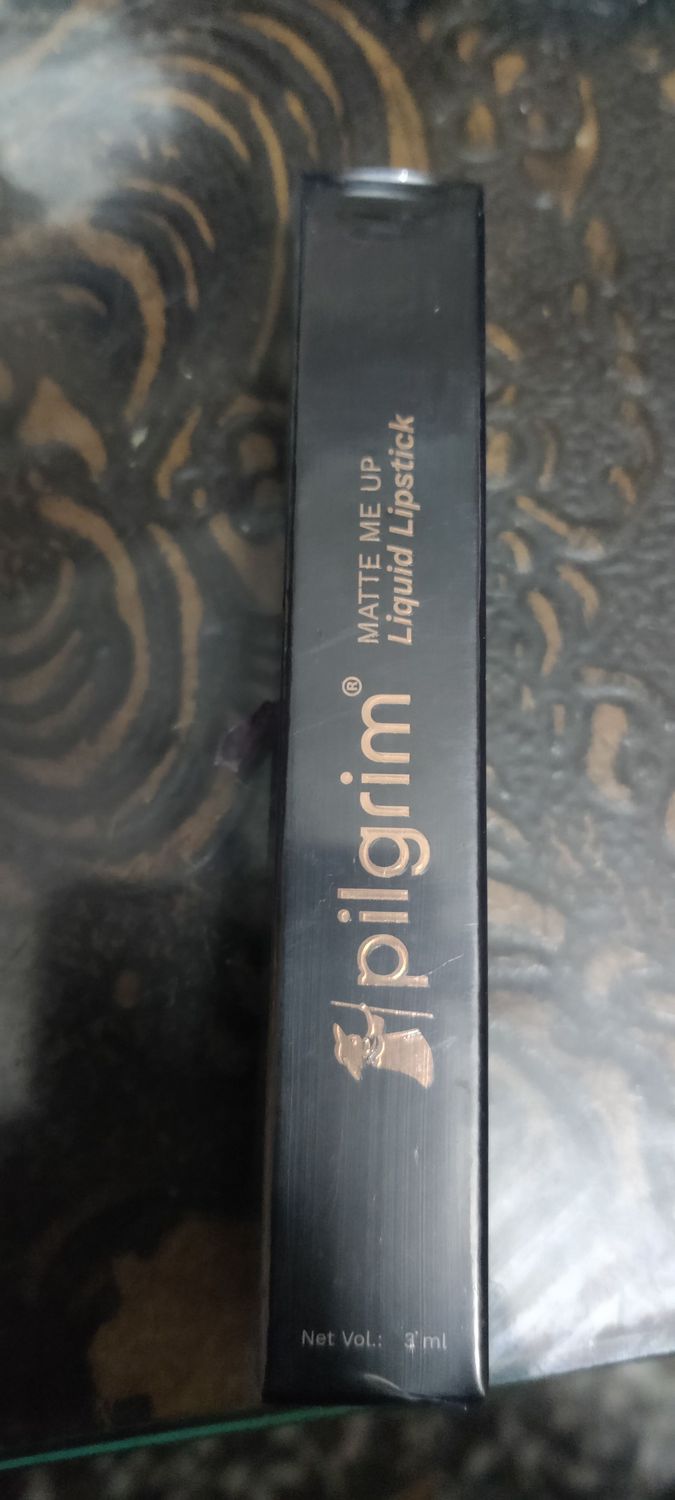 pilgrim®
MATTE ME UP
Liquid Lipstick
Net Vol.: 3 ml